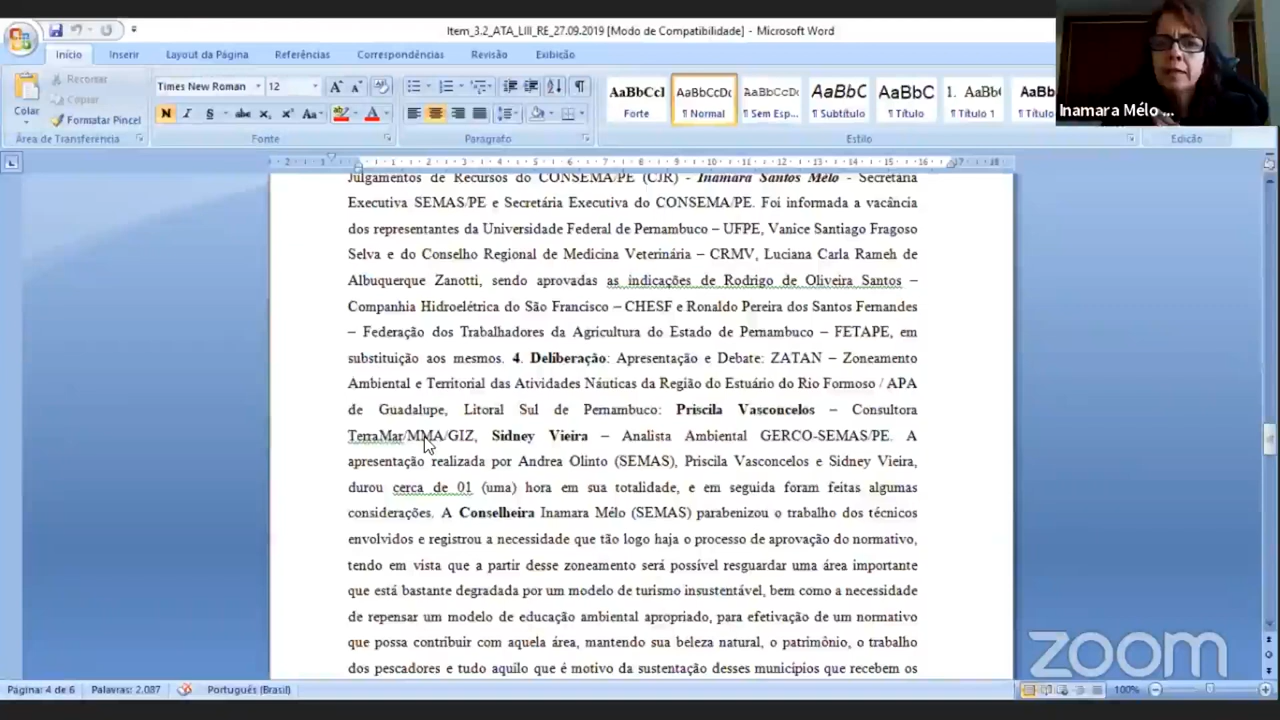 Item_3.2_ATA_LIII_RE_27.09.2019 [Modo de Compatibilidade] - Microsoft Word
Início Inserir Layout da Página Referências Correspondências Revisão Exibição
Colar
Recortar
Copiar
Formatar Pincel
Área de Transferência
Times New Roman 12
Fonte
Parágrafo
AaBbCcI AaBbCcDc AaBbCcDc AaBbC AaBbC 1. AaBb( AaBb
Forte ¶ Normal ¶ Sem Esp... ¶ Subtítulo ¶ Título ¶ Título 1 ¶ Título
Estilo
Edição
Inamara Mélo ...
Julgamentos de Recursos do CONSEMA/PE (CJR) - Inamara Santos Mélo - Secretária
Executiva SEMAS/PE e Secretária Executiva do CONSEMA/PE. Foi informada a vacância
dos representantes da Universidade Federal de Pernambuco – UFPE, Vanice Santiago Fragoso
Selva e do Conselho Regional de Medicina Veterinária – CRMV, Luciana Carla Rameh de
Albuquerque Zanotti, sendo aprovadas as indicações de Rodrigo de Oliveira Santos –
Companhia Hidroelétrica do São Francisco – CHESF e Ronaldo Pereira dos Santos Fernandes
– Federação dos Trabalhadores da Agricultura do Estado de Pernambuco – FETAPE, em
substituição aos mesmos. 4. Deliberação: Apresentação e Debate: ZATAN – Zoneamento
Ambiental e Territorial das Atividades Náuticas da Região do Estuário do Rio Formoso / APA
de Guadalupe, Litoral Sul de Pernambuco: Priscila Vasconcelos – Consultora
TerraMar/MMA/GIZ, Sidney Vieira – Analista Ambiental GERCO-SEMAS/PE. A
apresentação realizada por Andrea Olinto (SEMAS), Priscila Vasconcelos e Sidney Vieira,
durou cerca de 01 (uma) hora em sua totalidade, e em seguida foram feitas algumas
considerações. A Conselheira Inamara Mélo (SEMAS) parabenizou o trabalho dos técnicos
envolvidos e registrou a necessidade que tão logo haja o processo de aprovação do normativo,
tendo em vista que a partir desse zoneamento será possível resguardar uma área importante
que está bastante degradada por um modelo de turismo insustentável, bem como a necessidade
de repensar um modelo de educação ambiental apropriado, para efetivação de um normativo
que possa contribuir com aquela área, mantendo sua beleza natural, o patrimônio, o trabalho
dos pescadores e tudo aquilo que é motivo da sustentação desses municípios que recebem os
zoom
Página: 4 de 6 Palavras: 2.087 Português (Brasil) 100%